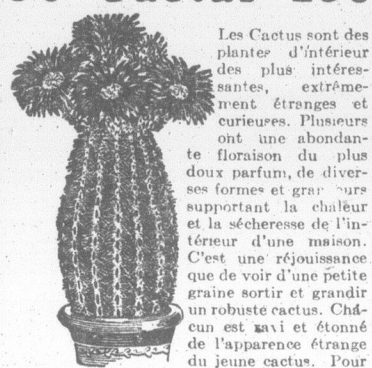 Les Cactus sont des
plantes d'intérieur
des plus intéres-
santes, extrême-
ment étranges et
curieuses. Plusieurs
ont une abondan-
te floraison du plus
doux parfum, de diver-
ses formes et
supportant la chaleur
et la sécheresse de l'in-
térieur d'une maison.
C'est une réjouissance
que de voir d'une petite
graine sortir et grandir
un robuste cactus. Cha-
cun est ravi et étonné
de l'apparence étrange
du jeune cactus. Pour